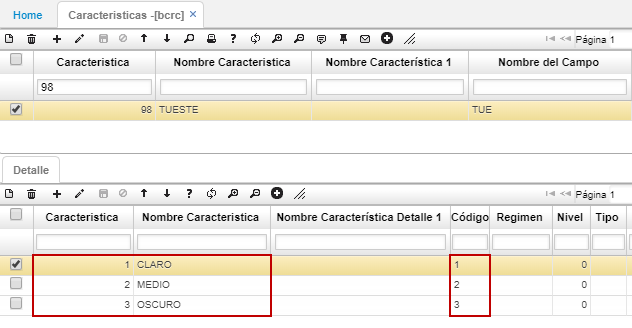 Home Caracteristicas -[bcrc] ×
Página 1
Caracteristica Nombre Caracteristica Nombre Característica 1 Nombre del Campo
98
98 TUESTE TUE
Detalle
Página 1
Caracteristica Nombre Caracteristica Nombre Característica Detalle 1 Código Regimen Nivel Tipo
1 CLARO 1 0
2 MEDIO 2 0
3 OSCURO 3 0